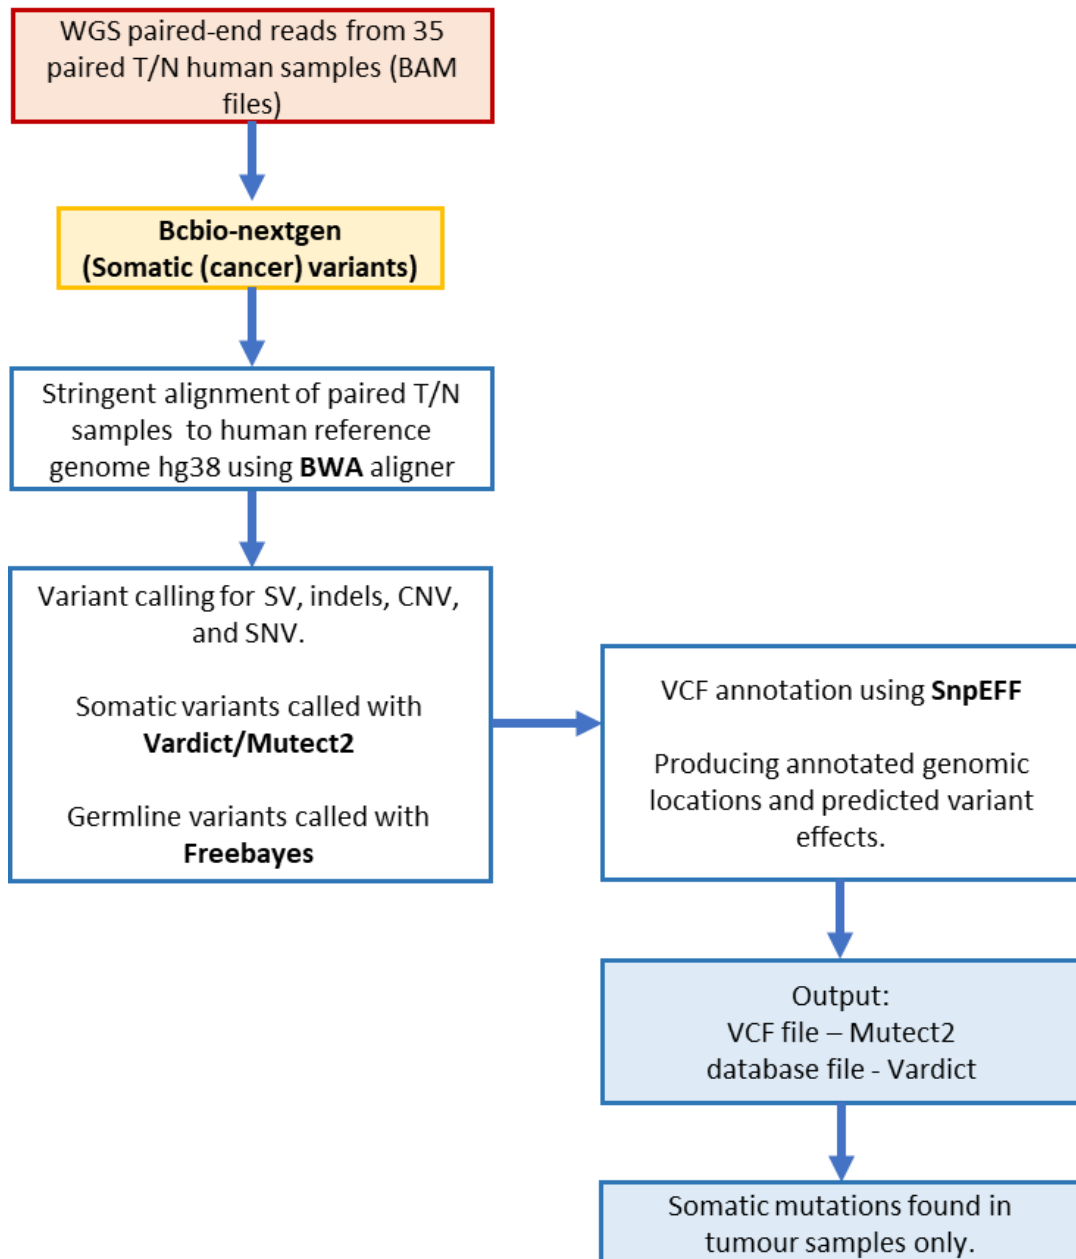 WGS paired-end reads from 35
paired T/N human samples (BAM
files)
Bcbio-nextgen
(Somatic (cancer) variants)
Stringent alignment of paired T/N
samples to human reference
genome hg38 using BWA aligner
Variant calling for SV, indels, CNV,
and SNV.
Somatic variants called with
Vardict/Mutect2
Germline variants called with
Freebayes
VCF annotation using SnpEFF
Producing annotated genomic
locations and predicted variant
effects.
Output:
VCF file – Mutect2
database file - Vardict
Somatic mutations found in
tumour samples only.